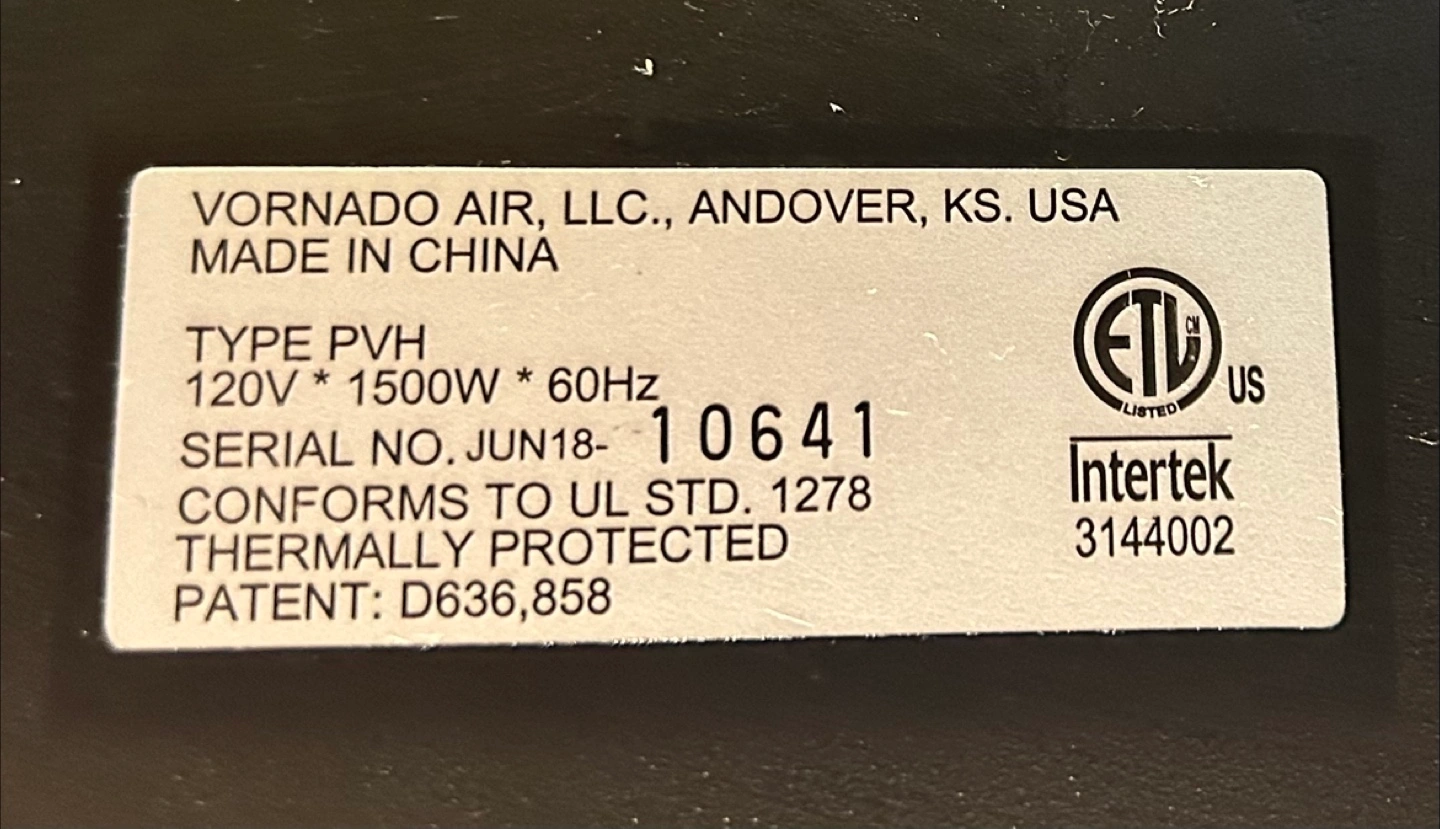 VORNADO AIR, LLC., ANDOVER, KS. USA
MADE IN CHINA
TYPE PVH
120V * 1500W * 60Hz
SERIAL NO. JUN18- 10641
CONFORMS TO UL STD. 1278
THERMALLY PROTECTED
PATENT: D636,858
ETL CM
LISTED
US
Intertek
3144002